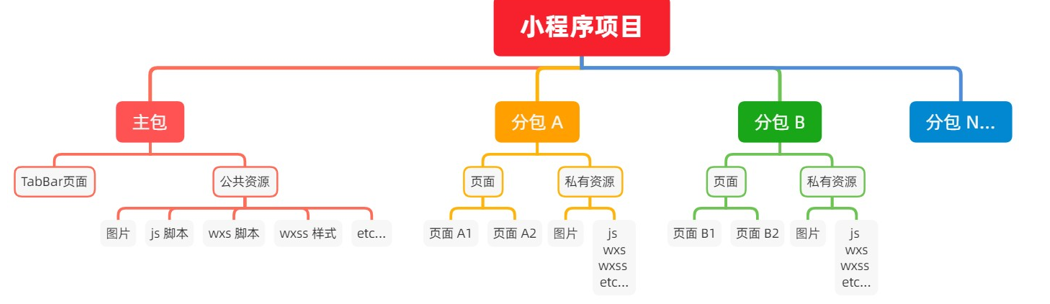 小程序项目
主包
分包 A
分包 B
分包 N...
TabBar页面
公共资源
页面
私有资源
页面
私有资源
图片
js 脚本
wxs 脚本
wxss 样式
etc...
页面 A1
页面 A2
图片
js
wxs
wxss
etc...
页面 B1
页面 B2
图片
js
wxs
wxss
etc...